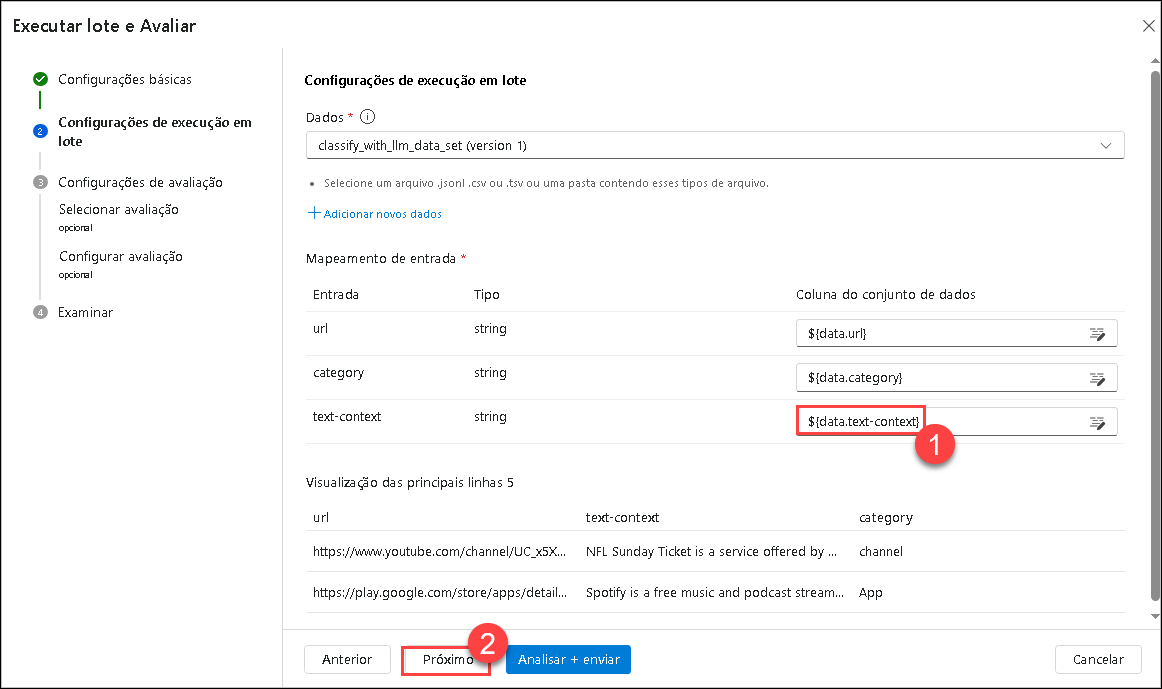 Executar lote e Avaliar
Configurações básicas
2
Configurações de execução em
lote
3
Configurações de avaliação
Selecionar avaliação
opcional
Configurar avaliação
opcional
4
Examinar
Configurações de execução em lote
Dados *
classify_with_llm_data_set (version 1)
• Selecione um arquivo .jsonl .csv ou .tsv ou uma pasta contendo esses tipos de arquivo.
+ Adicionar novos dados
Mapeamento de entrada *
Entrada Tipo Coluna do conjunto de dados
url string ${data.url}
category string ${data.category}
text-context string ${data.text-context}
1
Visualização das principais linhas 5
url text-context category
https://www.youtube.com/channel/UC_x5X... NFL Sunday Ticket is a service offered by ... channel
https://play.google.com/store/apps/detail... Spotify is a free music and podcast stream... App
2
Anterior Próximo Analisar + enviar Cancelar